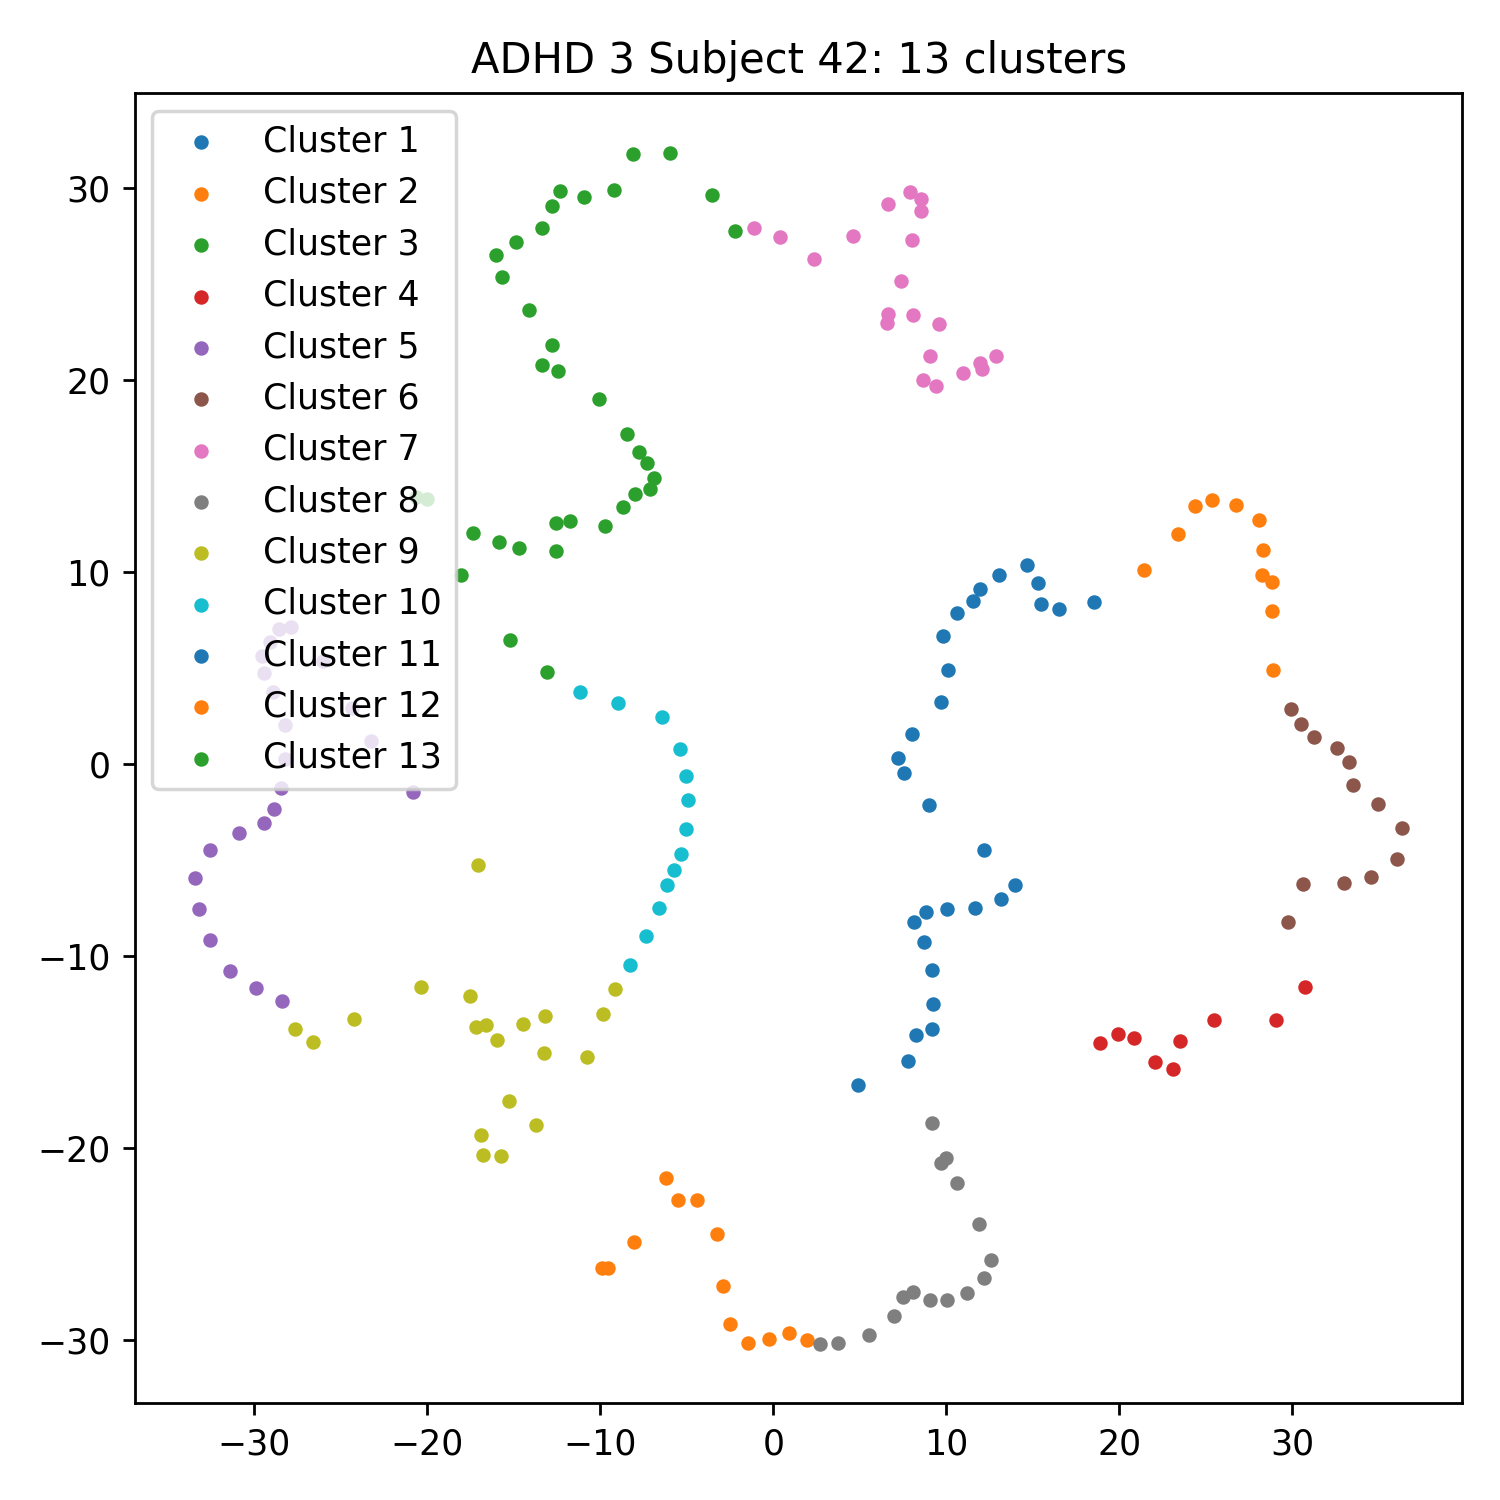 ADHD 3 Subject 42: 13 clusters
Cluster 1
Cluster 2
Cluster 3
Cluster 4
Cluster 5
Cluster 6
Cluster 7
Cluster 8
Cluster 9
Cluster 10
Cluster 11
Cluster 12
Cluster 13
30
20
10
0
−10
−20
−30
−30 −20 −10 0 10 20 30